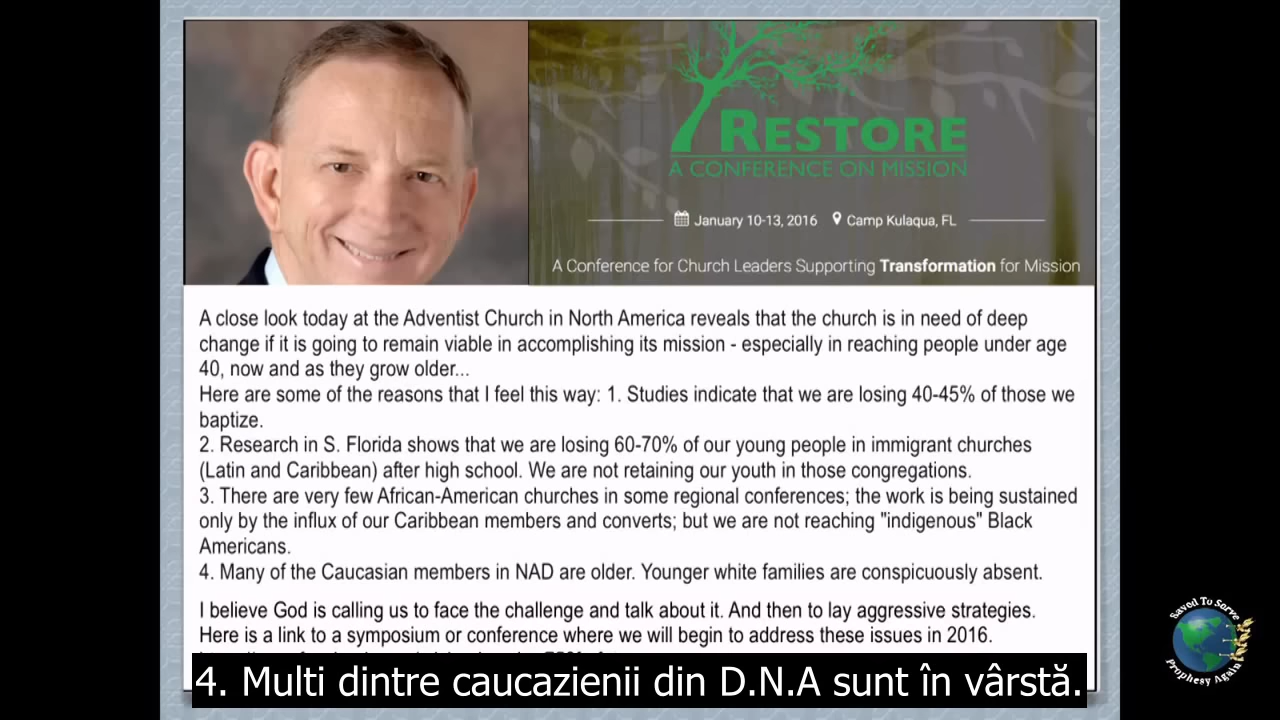 RESTORE
A CONFERENCE ON MISSION
January 10-13, 2016 Camp Kulaqua, FL
A Conference for Church Leaders Supporting Transformation for Mission
A close look today at the Adventist Church in North America reveals that the church is in need of deep
change if it is going to remain viable in accomplishing its mission - especially in reaching people under age
40, now and as they grow older...
Here are some of the reasons that I feel this way: 1. Studies indicate that we are losing 40-45% of those we
baptize.
2. Research in S. Florida shows that we are losing 60-70% of our young people in immigrant churches
(Latin and Caribbean) after high school. We are not retaining our youth in those congregations.
3. There are very few African-American churches in some regional conferences; the work is being sustained
only by the influx of our Caribbean members and converts; but we are not reaching "indigenous" Black
Americans.
4. Many of the Caucasian members in NAD are older. Younger white families are conspicuously absent.
I believe God is calling us to face the challenge and talk about it. And then to lay aggressive strategies.
Here is a link to a symposium or conference where we will begin to address these issues in 2016.
4. Multi dintre caucazienii din D.N.A sunt în vârstă.
Saved To Serve
Prophesy Again